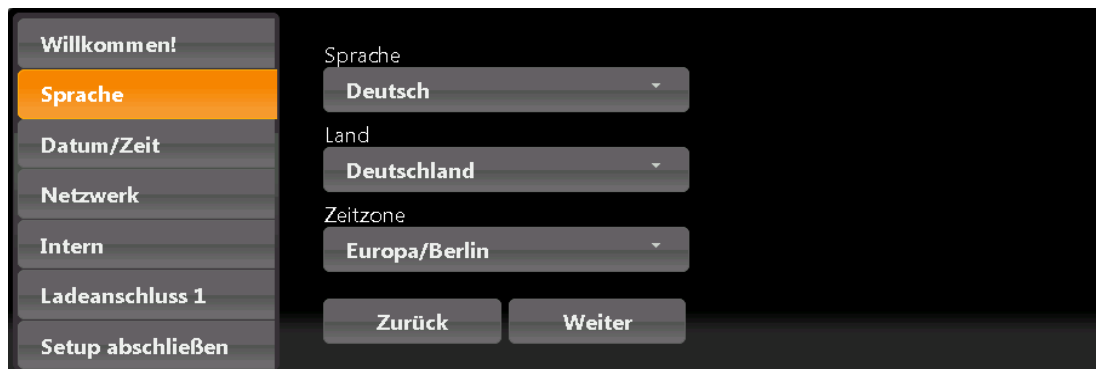 Willkommen!
Sprache
Datum/Zeit
Netzwerk
Intern
Ladeanschluss 1
Setup abschließen
Sprache
Deutsch
Land
Deutschland
Zeitzone
Europa/Berlin
Zurück
Weiter